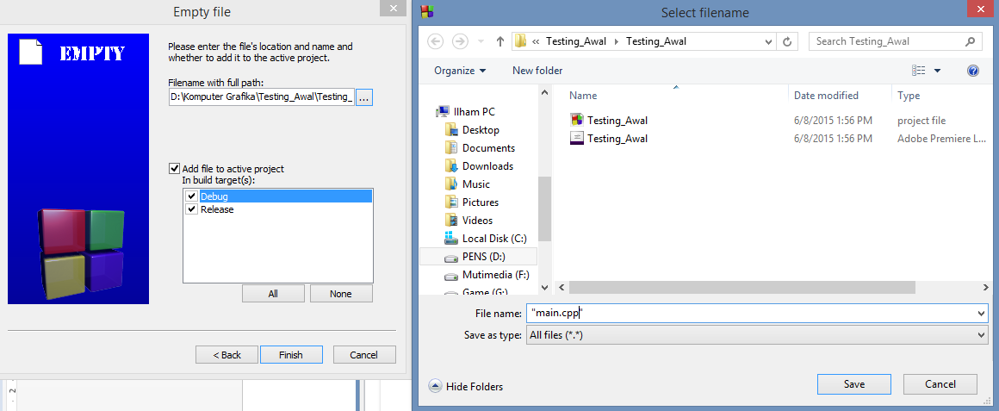 Empty file
EMPTY
Please enter the file's location and name and
whether to add it to the active project.
Filename with full path:
D:\Komputer Grafika\Testing_Awal\Testing_
...
Add file to active project
In build target(s):
Debug
Release
All
None
< Back
Finish
Cancel
2
Select filename
« Testing_Awal Testing_Awal
Search Testing_Awal
Organize
New folder
Ilham PC
Desktop
Documents
Downloads
Music
Pictures
Videos
Local Disk (C:)
PENS (D:)
Mutimedia (F:)
Game (G:)
Name Date modified Type
Testing_Awal 6/8/2015 1:56 PM project file
Testing_Awal 6/8/2015 1:56 PM Adobe Premiere L...
File name: "main.cpp"
Save as type: All files (*.*)
Hide Folders
Save
Cancel